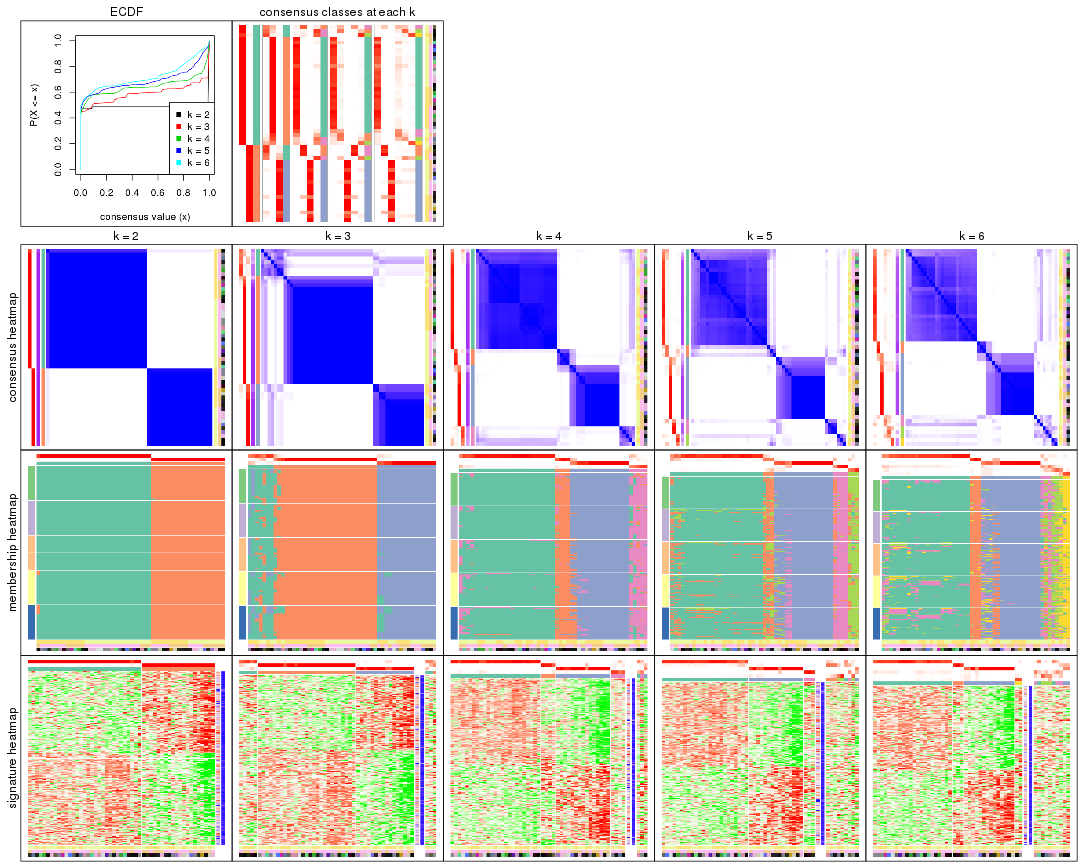 ECDF
consensus classes at each k
P(X <= x)
1.0
0.8
0.6
0.4
0.2
0.0
k = 2
k = 3
k = 4
k = 5
k = 6
0.0 0.2 0.4 0.6 0.8 1.0
consensus value (x)
k = 2 k = 3 k = 4 k = 5 k = 6
consensus heatmap
membership heatmap
signature heatmap